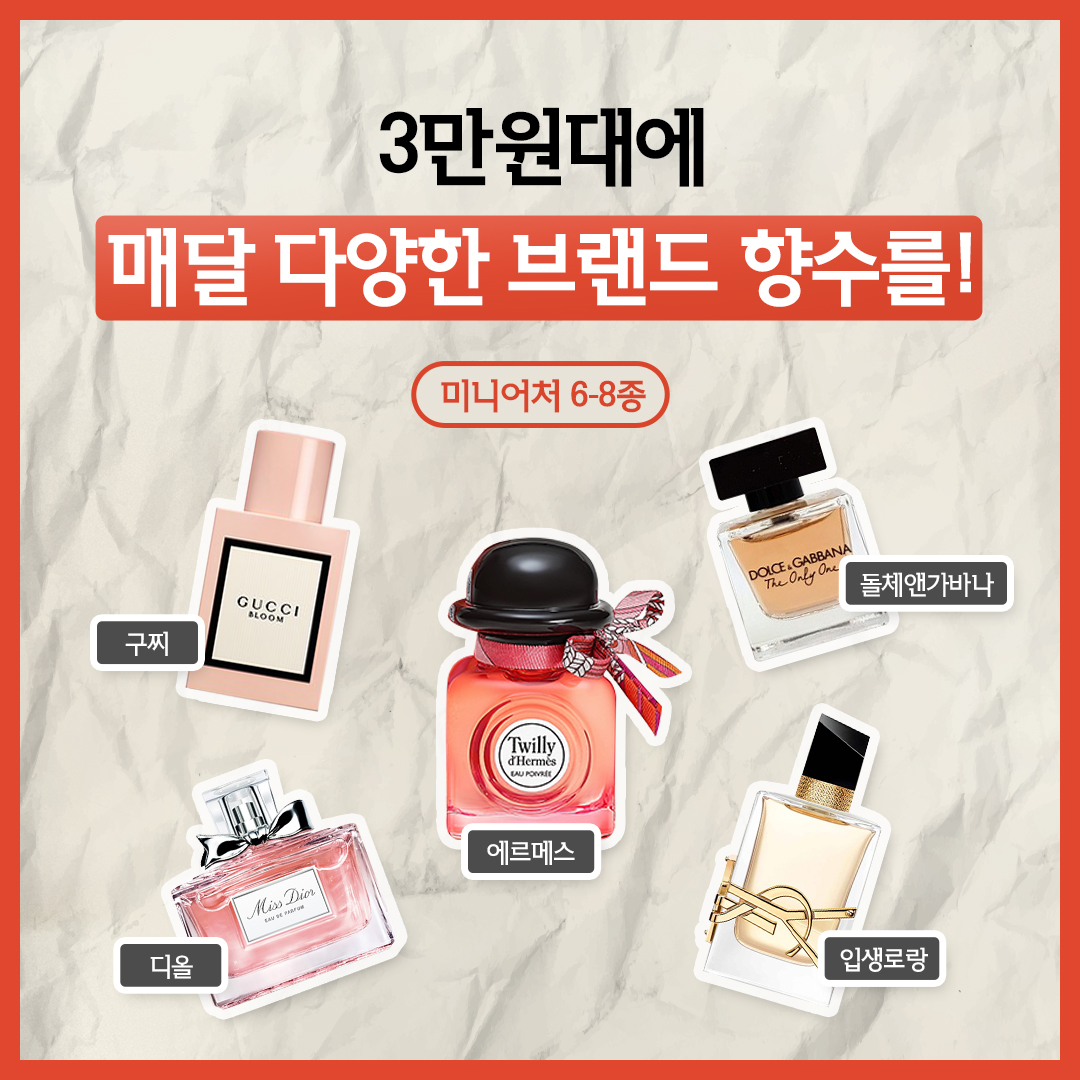 3만원대에
매달 다양한 브랜드 향수를!
미니어처 6-8종
GUCCI
BLOOM
구찌
DOLCE & GABBANA
The Only One
돌체앤가바나
Twilly
d'Hermès
EAU POIVRÉE
에르메스
Miss Dior
EAU DE PARFUM
디올
입생로랑